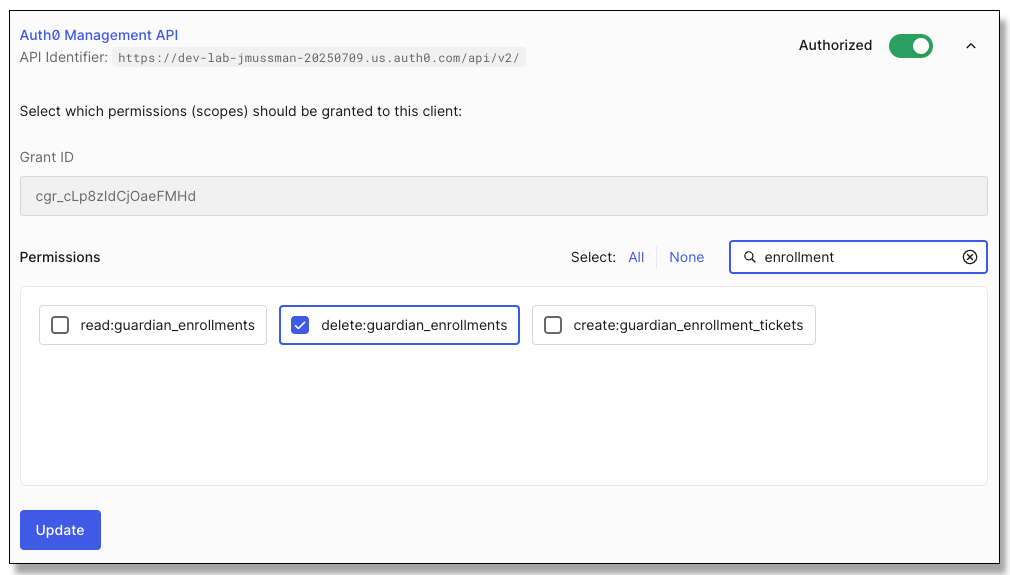 Auth0 Management API
API Identifier: https://dev-lab-jmussman-20250709.us.auth0.com/api/v2/
Authorized
Select which permissions (scopes) should be granted to this client:
Grant ID
cgr_cLp8zldCjOaeFMHd
Permissions
Select: All None
enrollment
read:guardian_enrollments
delete:guardian_enrollments
create:guardian_enrollment_tickets
Update